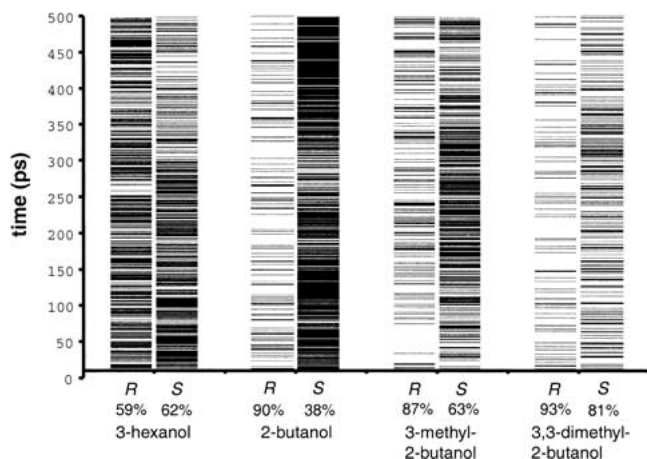 500
450
400
350
300
250
200
150
100
50
0
time (ps)
R S R S R S R S
59% 62% 90% 38% 87% 63% 93% 81%
3-hexanol 2-butanol 3-methyl- 3,3-dimethyl-
2-butanol 2-butanol